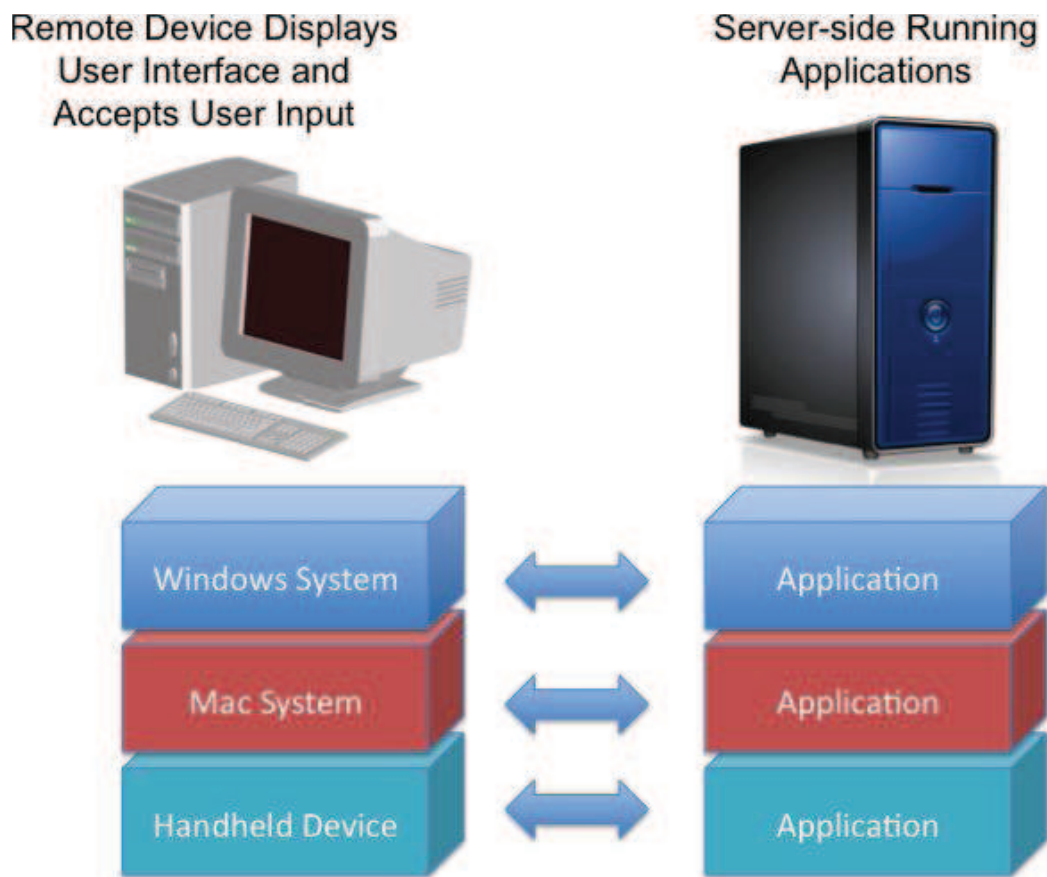 Remote Device Displays
User Interface and
Accepts User Input
Server-side Running
Applications
Windows System
Application
Mac System
Application
Handheld Device
Application